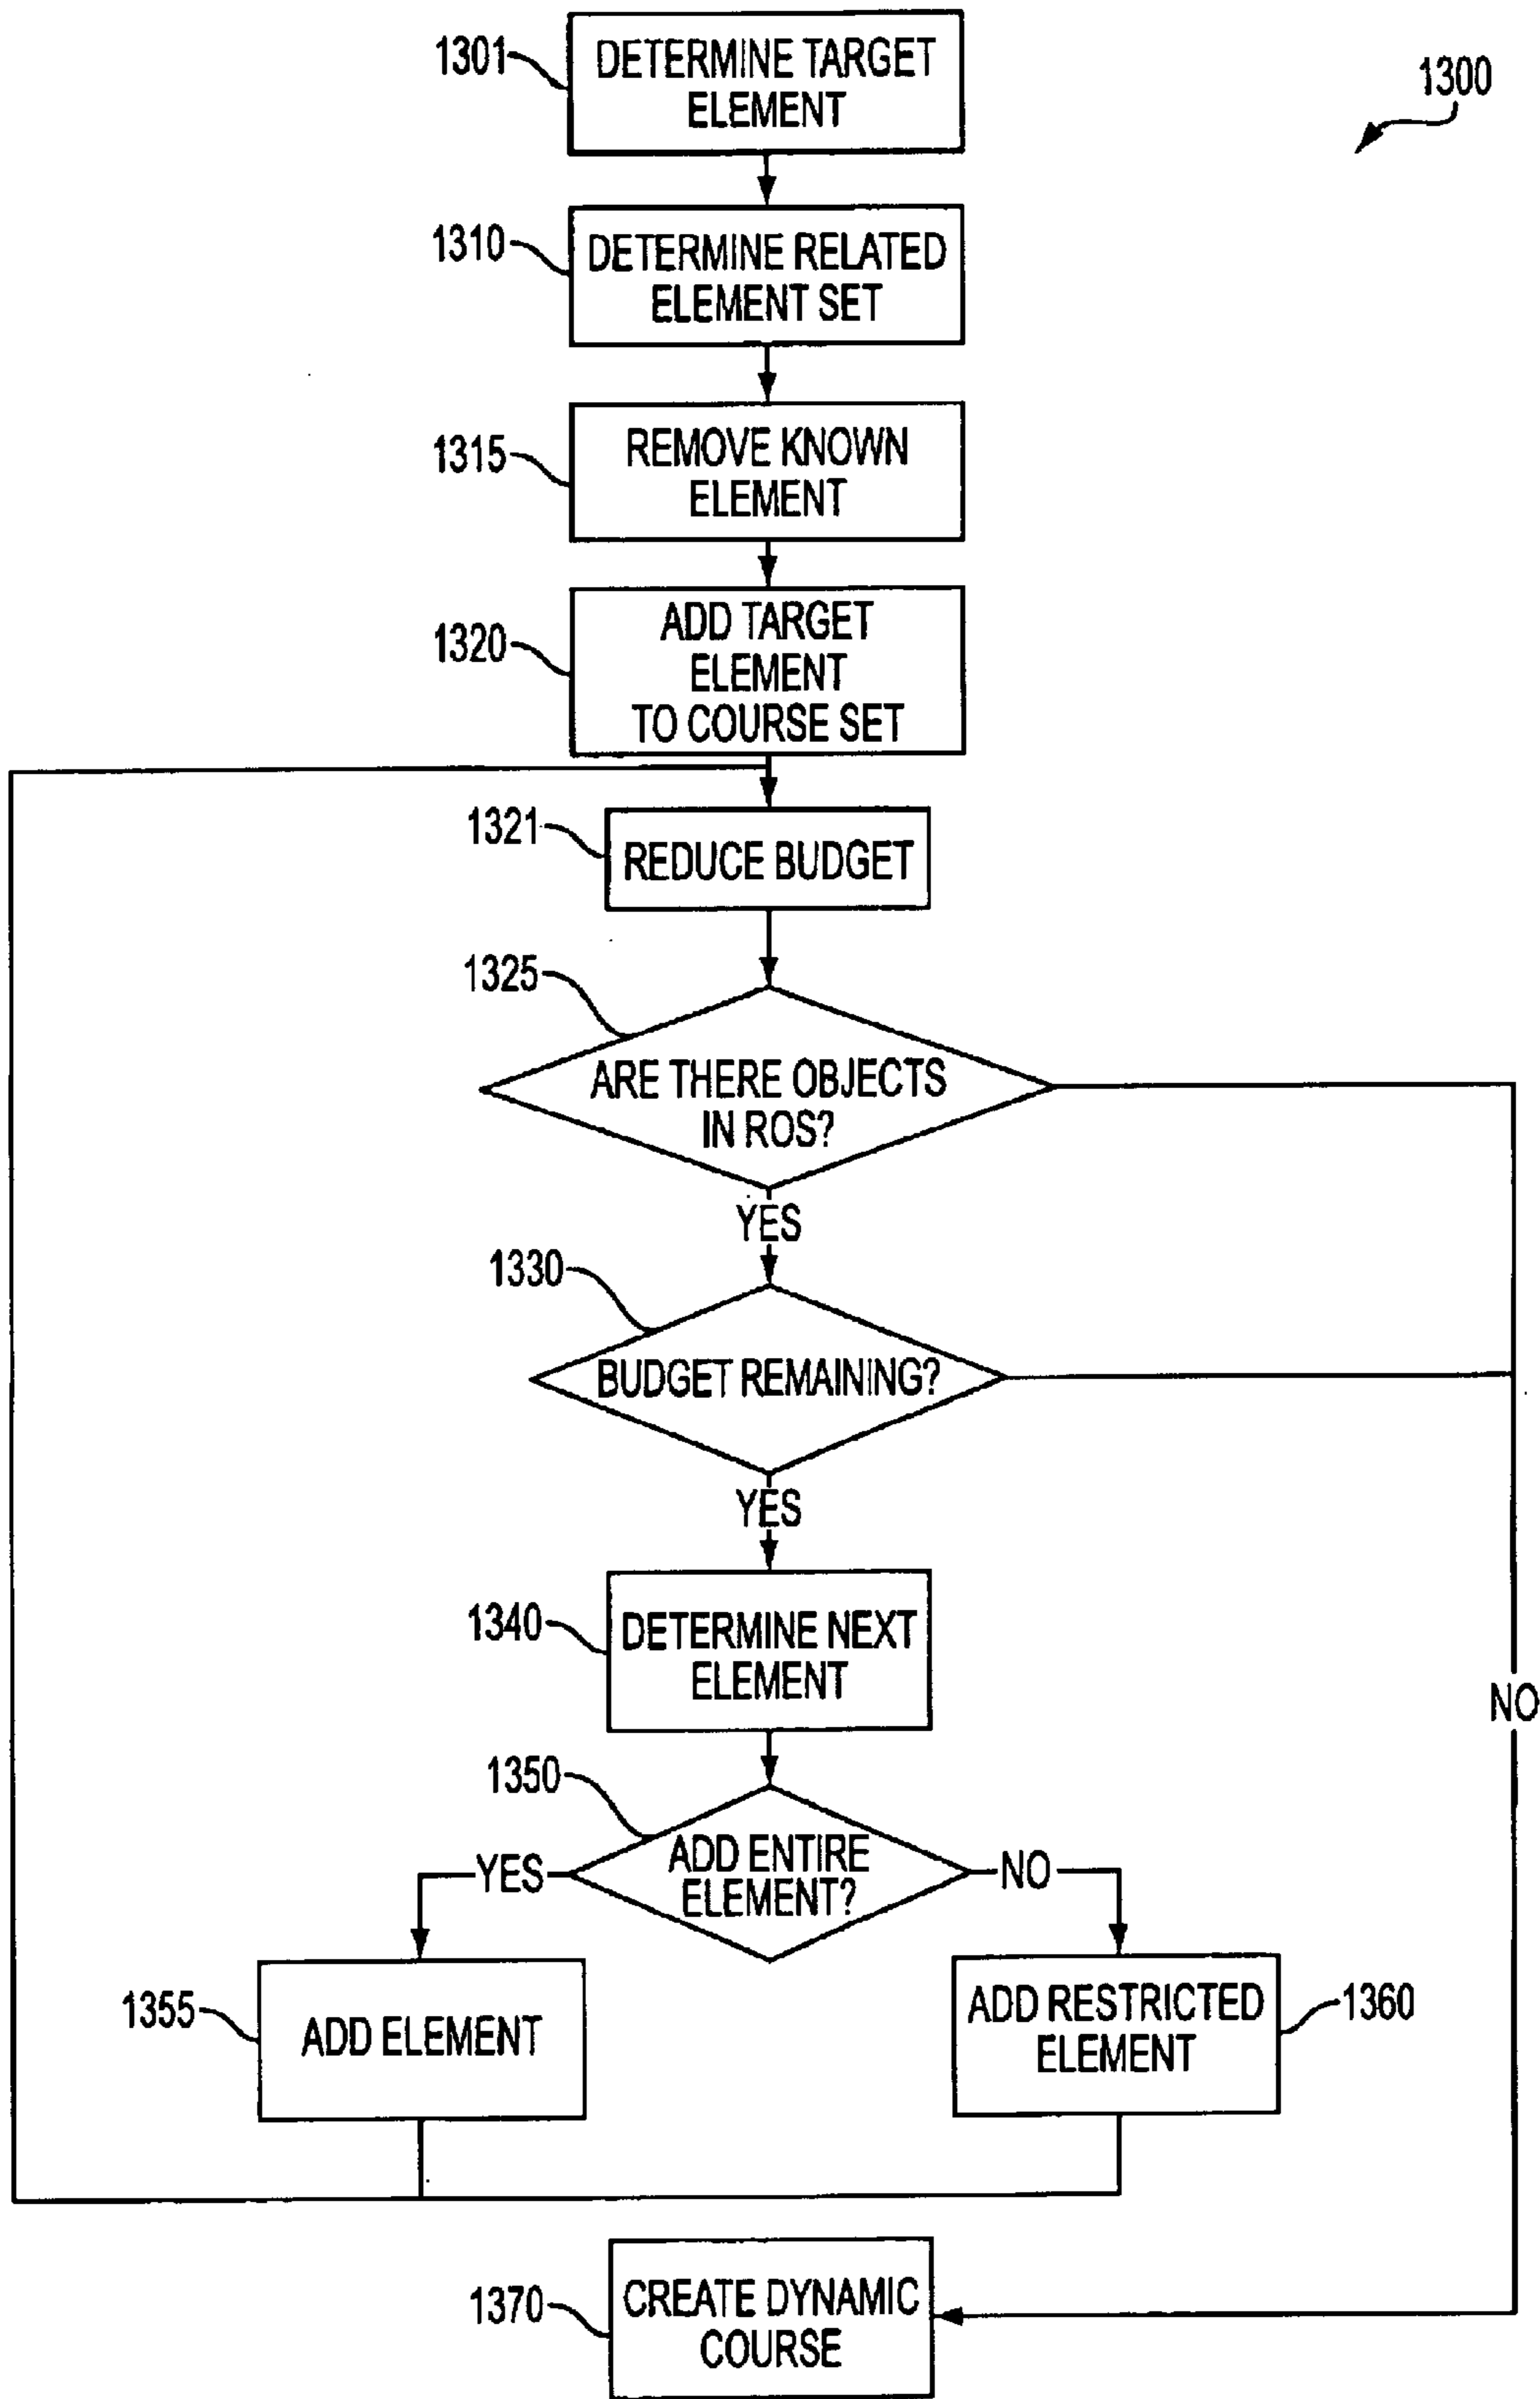 1300
1301
DETERMINE TARGET
ELEMENT
1310
DETERMINE RELATED
ELEMENT SET
1315
REMOVE KNOWN
ELEMENT
1320
ADD TARGET
ELEMENT
TO COURSE SET
1321
REDUCE BUDGET
1325
ARE THERE OBJECTS
IN ROS?
YES
1330
BUDGET REMAINING?
YES
1340
DETERMINE NEXT
ELEMENT
NO
1350
ADD ENTIRE
ELEMENT?
YES
NO
1355
ADD ELEMENT
ADD RESTRICTED
ELEMENT
1360
1370
CREATE DYNAMIC
COURSE